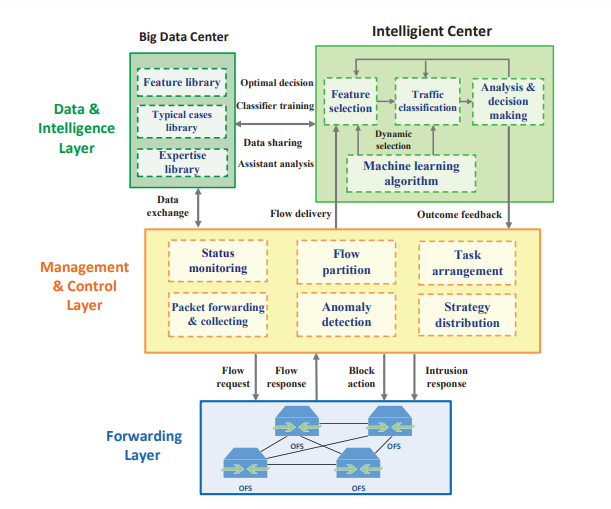 Big Data Center
Intelligient Center
Data &
Intelligence
Layer
Feature library
Typical cases
library
Expertise
library
Optimal decision
Classifier training
Data sharing
Assistant analysis
Feature
selection
Traffic
classification
Analysis &
decision
making
Dynamic
selection
Machine learning
algorithm
Data
exchange
Flow delivery
Outcome feedback
Management
& Control
Layer
Status
monitoring
Flow
partition
Task
arrangement
Packet forwarding
& collecting
Anomaly
detection
Strategy
distribution
Flow
request
Flow
response
Block
action
Intrusion
response
Forwarding
Layer
OFS
OFS
OFS
OFS